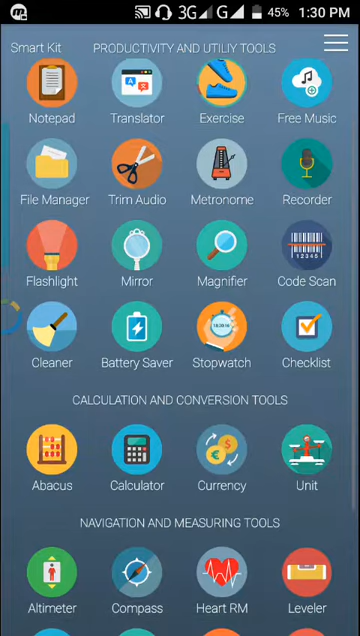 3G G 45% 1:30 PM
Smart Kit PRODUCTIVITY AND UTILIY TOOLS
Notepad Translator Exercise Free Music
File Manager Trim Audio Metronome Recorder
12345
Flashlight Mirror Magnifier Code Scan
Cleaner Battery Saver Stopwatch Checklist
CALCULATION AND CONVERSION TOOLS
Abacus Calculator Currency Unit
NAVIGATION AND MEASURING TOOLS
Altimeter Compass Heart RM Leveler